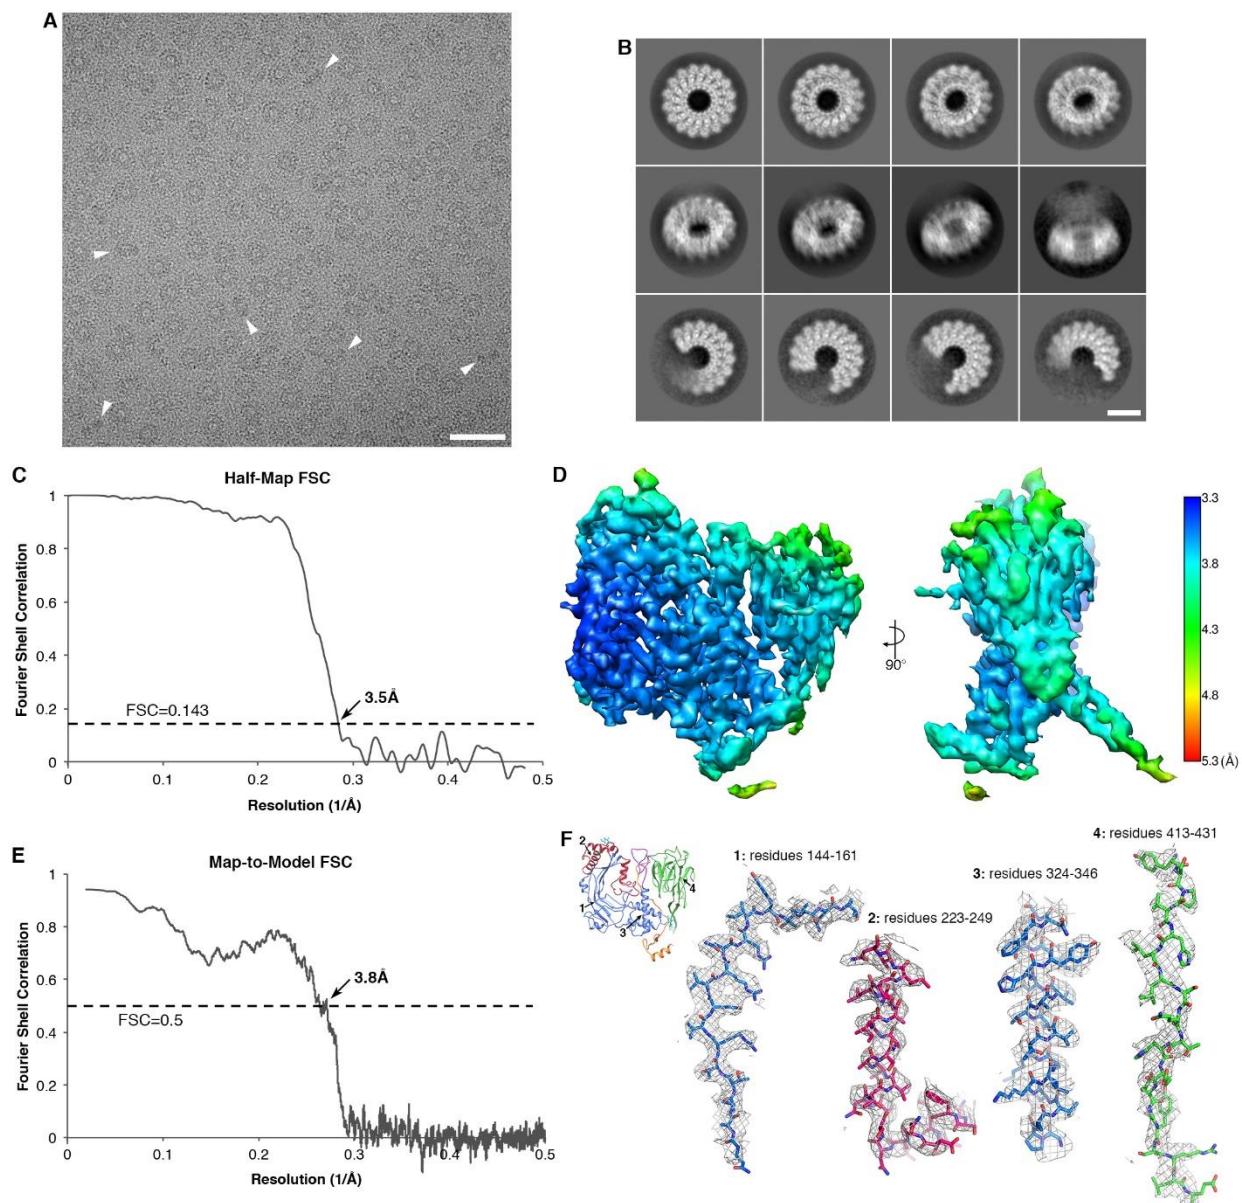 A
B
C
Half-Map FSC
Fourier Shell Correlation
1
0.8
0.6
0.4
0.2
0
FSC=0.143
3.5Å
0
0.1
0.2
0.3
0.4
0.5
Resolution (1/Å)
D
90°
3.3
3.8
4.3
4.8
5.3 (Å)
E
Map-to-Model FSC
Fourier Shell Correlation
1
0.8
0.6
0.4
0.2
0
FSC=0.5
3.8Å
0
0.1
0.2
0.3
0.4
0.5
Resolution (1/Å)
F
2
1
3
4
1: residues 144-161
2: residues 223-249
3: residues 324-346
4: residues 413-431